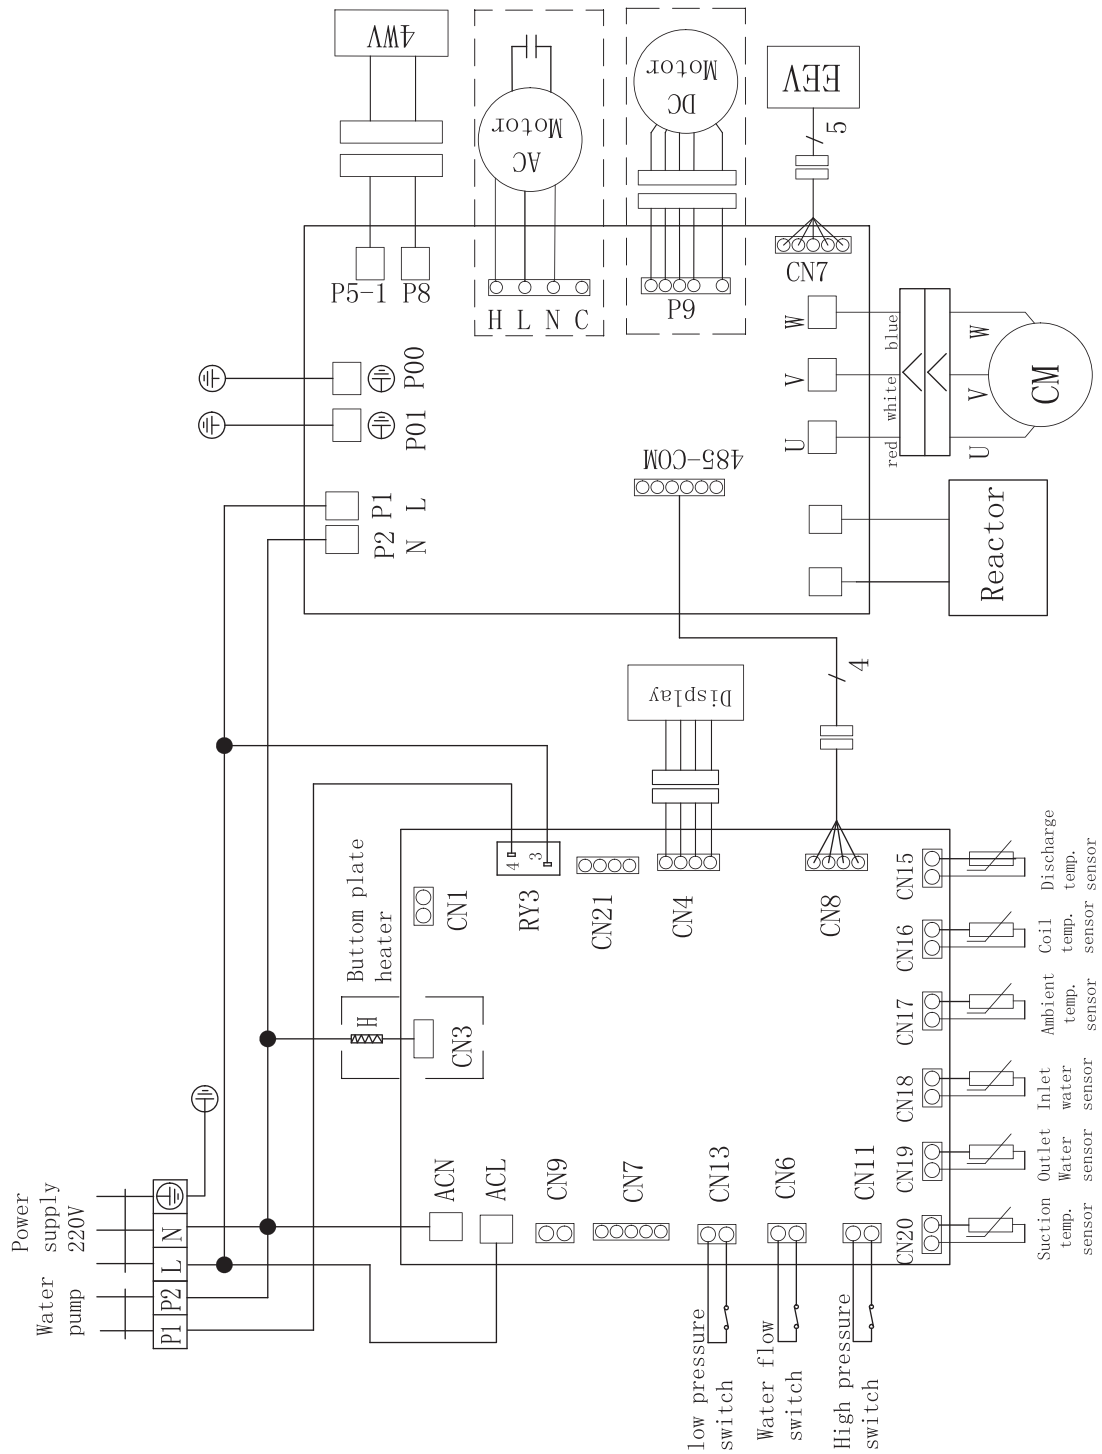 4WV
P5-1
P8
AC
Motor
H L N C
DC
Motor
P9
EEV
5
CN7
P00
P01
P1
L
P2
N
W
V
U
blue
white
red
W
V
U
CM
485-COM
Reactor
4
Display
Power
supply
220V
Water
pump
N
L
P2
P1
Buttom plate
heater
H
CN3
CN1
4
3
RY3
CN21
CN4
CN8
ACN
ACL
CN9
CN7
CN13
CN6
CN11
low pressure
switch
Water flow
switch
High pressure
switch
CN15
CN16
CN17
CN18
CN19
CN20
Discharge
temp.
sensor
Coil
temp.
sensor
Ambient
temp.
sensor
Inlet
water
sensor
Outlet
Water
sensor
Suction
temp.
sensor